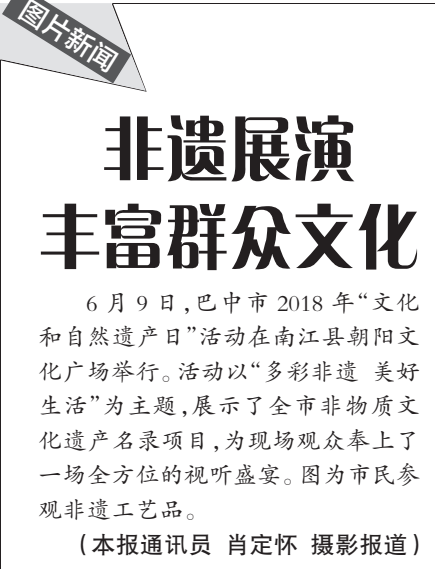 图片新闻
非遗展演
丰富群众文化
6月9日,巴中市2018年“文化
和自然遗产日”活动在南江县朝阳文
化广场举行。活动以“多彩非遗 美好
生活”为主题,展示了全市非物质文
化遗产名录项目,为现场观众奉上了
一场全方位的视听盛宴。图为市民参
观非遗工艺品。
(本报通讯员 肖定怀 摄影报道)